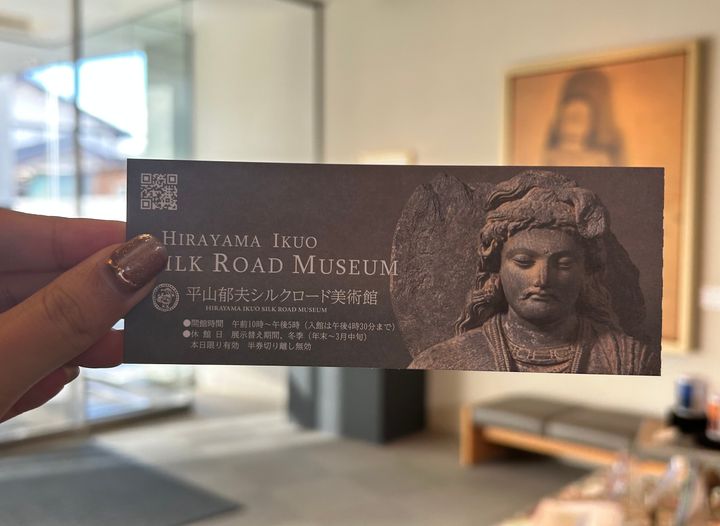 HIRAYAMA IKUO
ILK ROAD MUSEUM
平山郁夫シルクロード美術館
HIRAYAMA IKUO SILK ROAD MUSEUM
●開館時間 午前10時〜午後5時（入館は午後4時30分まで）
●休館日 展示替え期間、冬季（年末〜3月中旬）
本日限り有効 半券切り離し無効